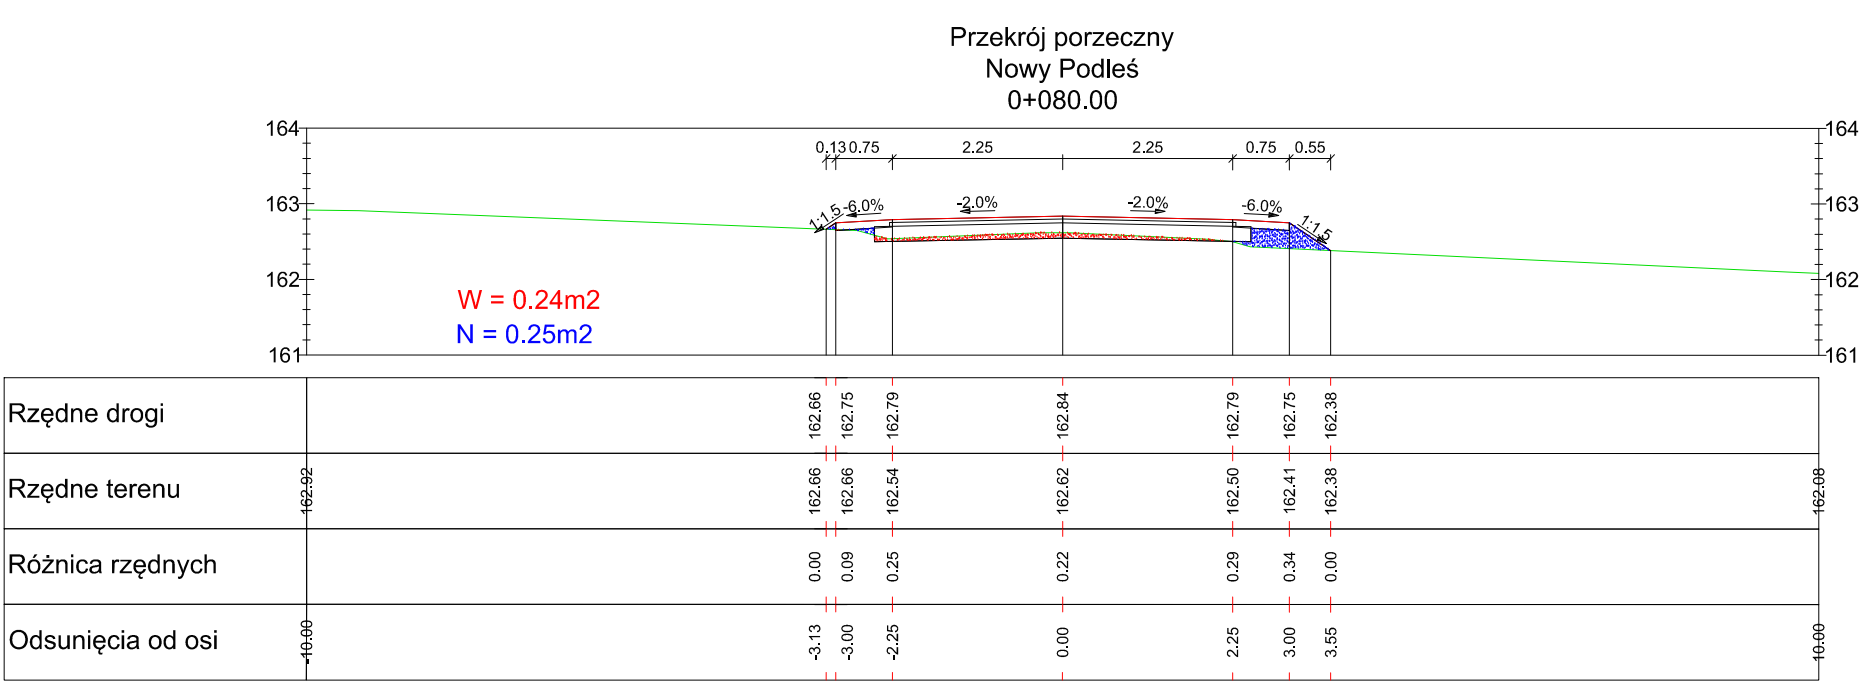 Przekrój porzeczny
Nowy Podleś
0+080.00
164 164
0.13 0.75 2.25 2.25 0.75 0.55
163 163
1:1.5 -6.0% -2.0% -2.0% -6.0% 1:1.5
162 162
W = 0.24m2
N = 0.25m2
161 161
Rzędne drogi 162.66 162.75 162.79 162.84 162.79 162.75 162.38
Rzędne terenu 162.92 162.66 162.66 162.54 162.62 162.50 162.41 162.38 162.08
Różnica rzędnych 0.00 0.09 0.25 0.22 0.29 0.34 0.00
Odsunięcia od osi -10.00 -3.13 -3.00 -2.25 0.00 2.25 3.00 3.55 10.00